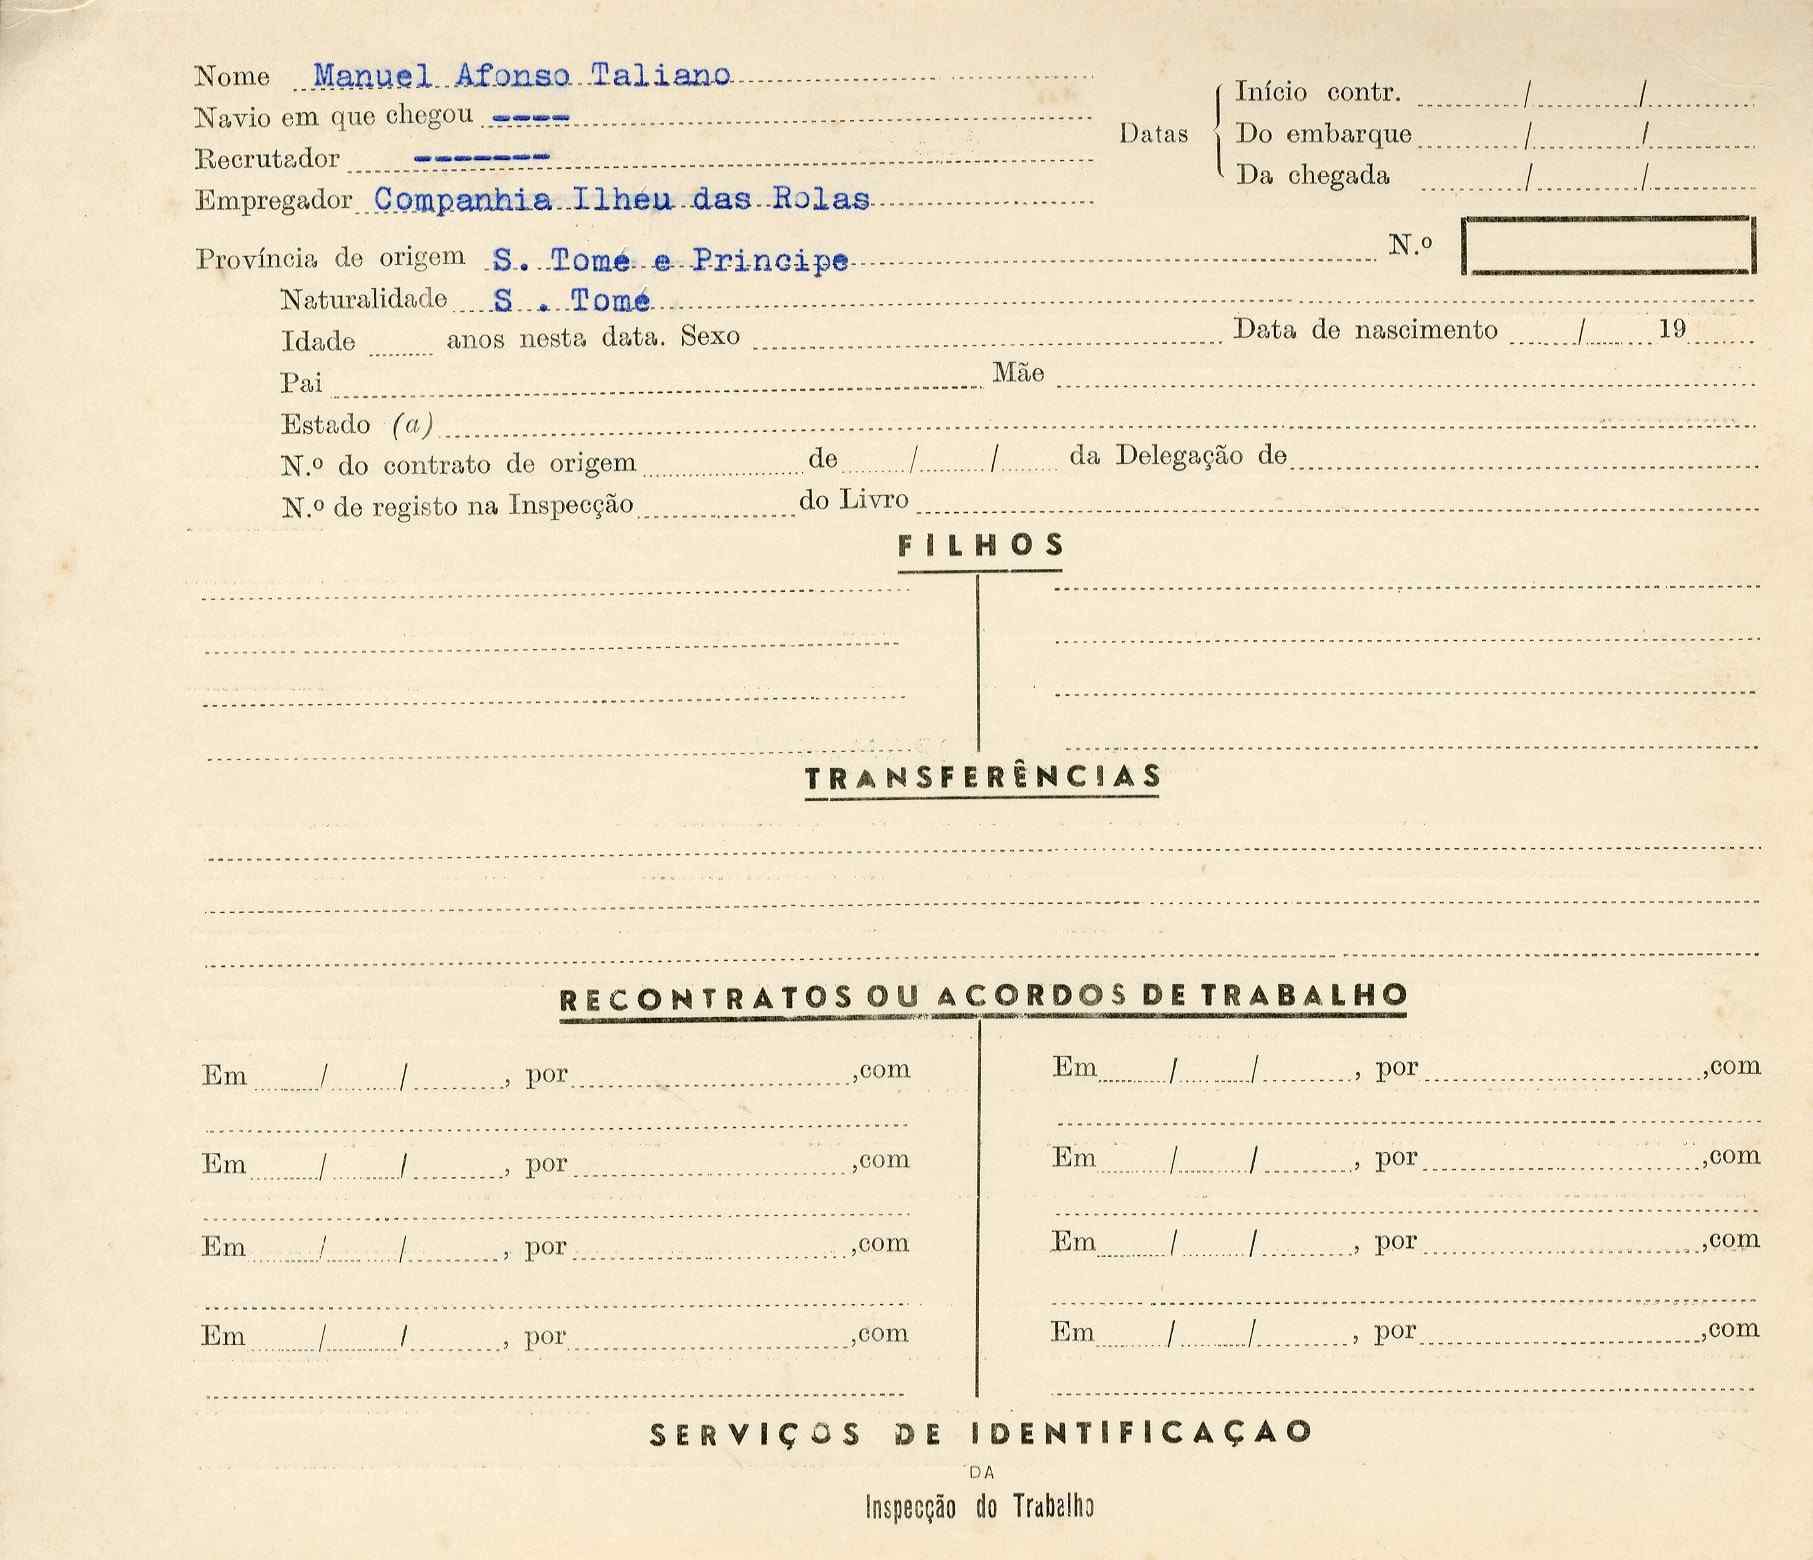 Nome Manuel Afonso Taliano
Navio em que chegou ----
Recrutador -------
Empregador Companhia Ilheu das Rolas
Datas
Início contr. / /
Do embarque / /
Da chegada / /
Província de origem S. Tomé e Principe N.º
Naturalidade S . Tomé
Idade anos nesta data. Sexo Data de nascimento / 19
Pai Mãe
Estado (a)
N.º do contrato de origem de / / da Delegação de
N.º de registo na Inspecção do Livro
FILHOS
TRANSFERÊNCIAS
RECONTRATOS OU ACORDOS DE TRABALHO
Em / / , por ,com Em / / , por ,com
Em / / , por ,com Em / / , por ,com
Em / / , por ,com Em / / , por ,com
Em / / , por ,com Em / / , por ,com
SERVIÇOS DE IDENTIFICAÇAO
DA
Inspecção do Trabalho